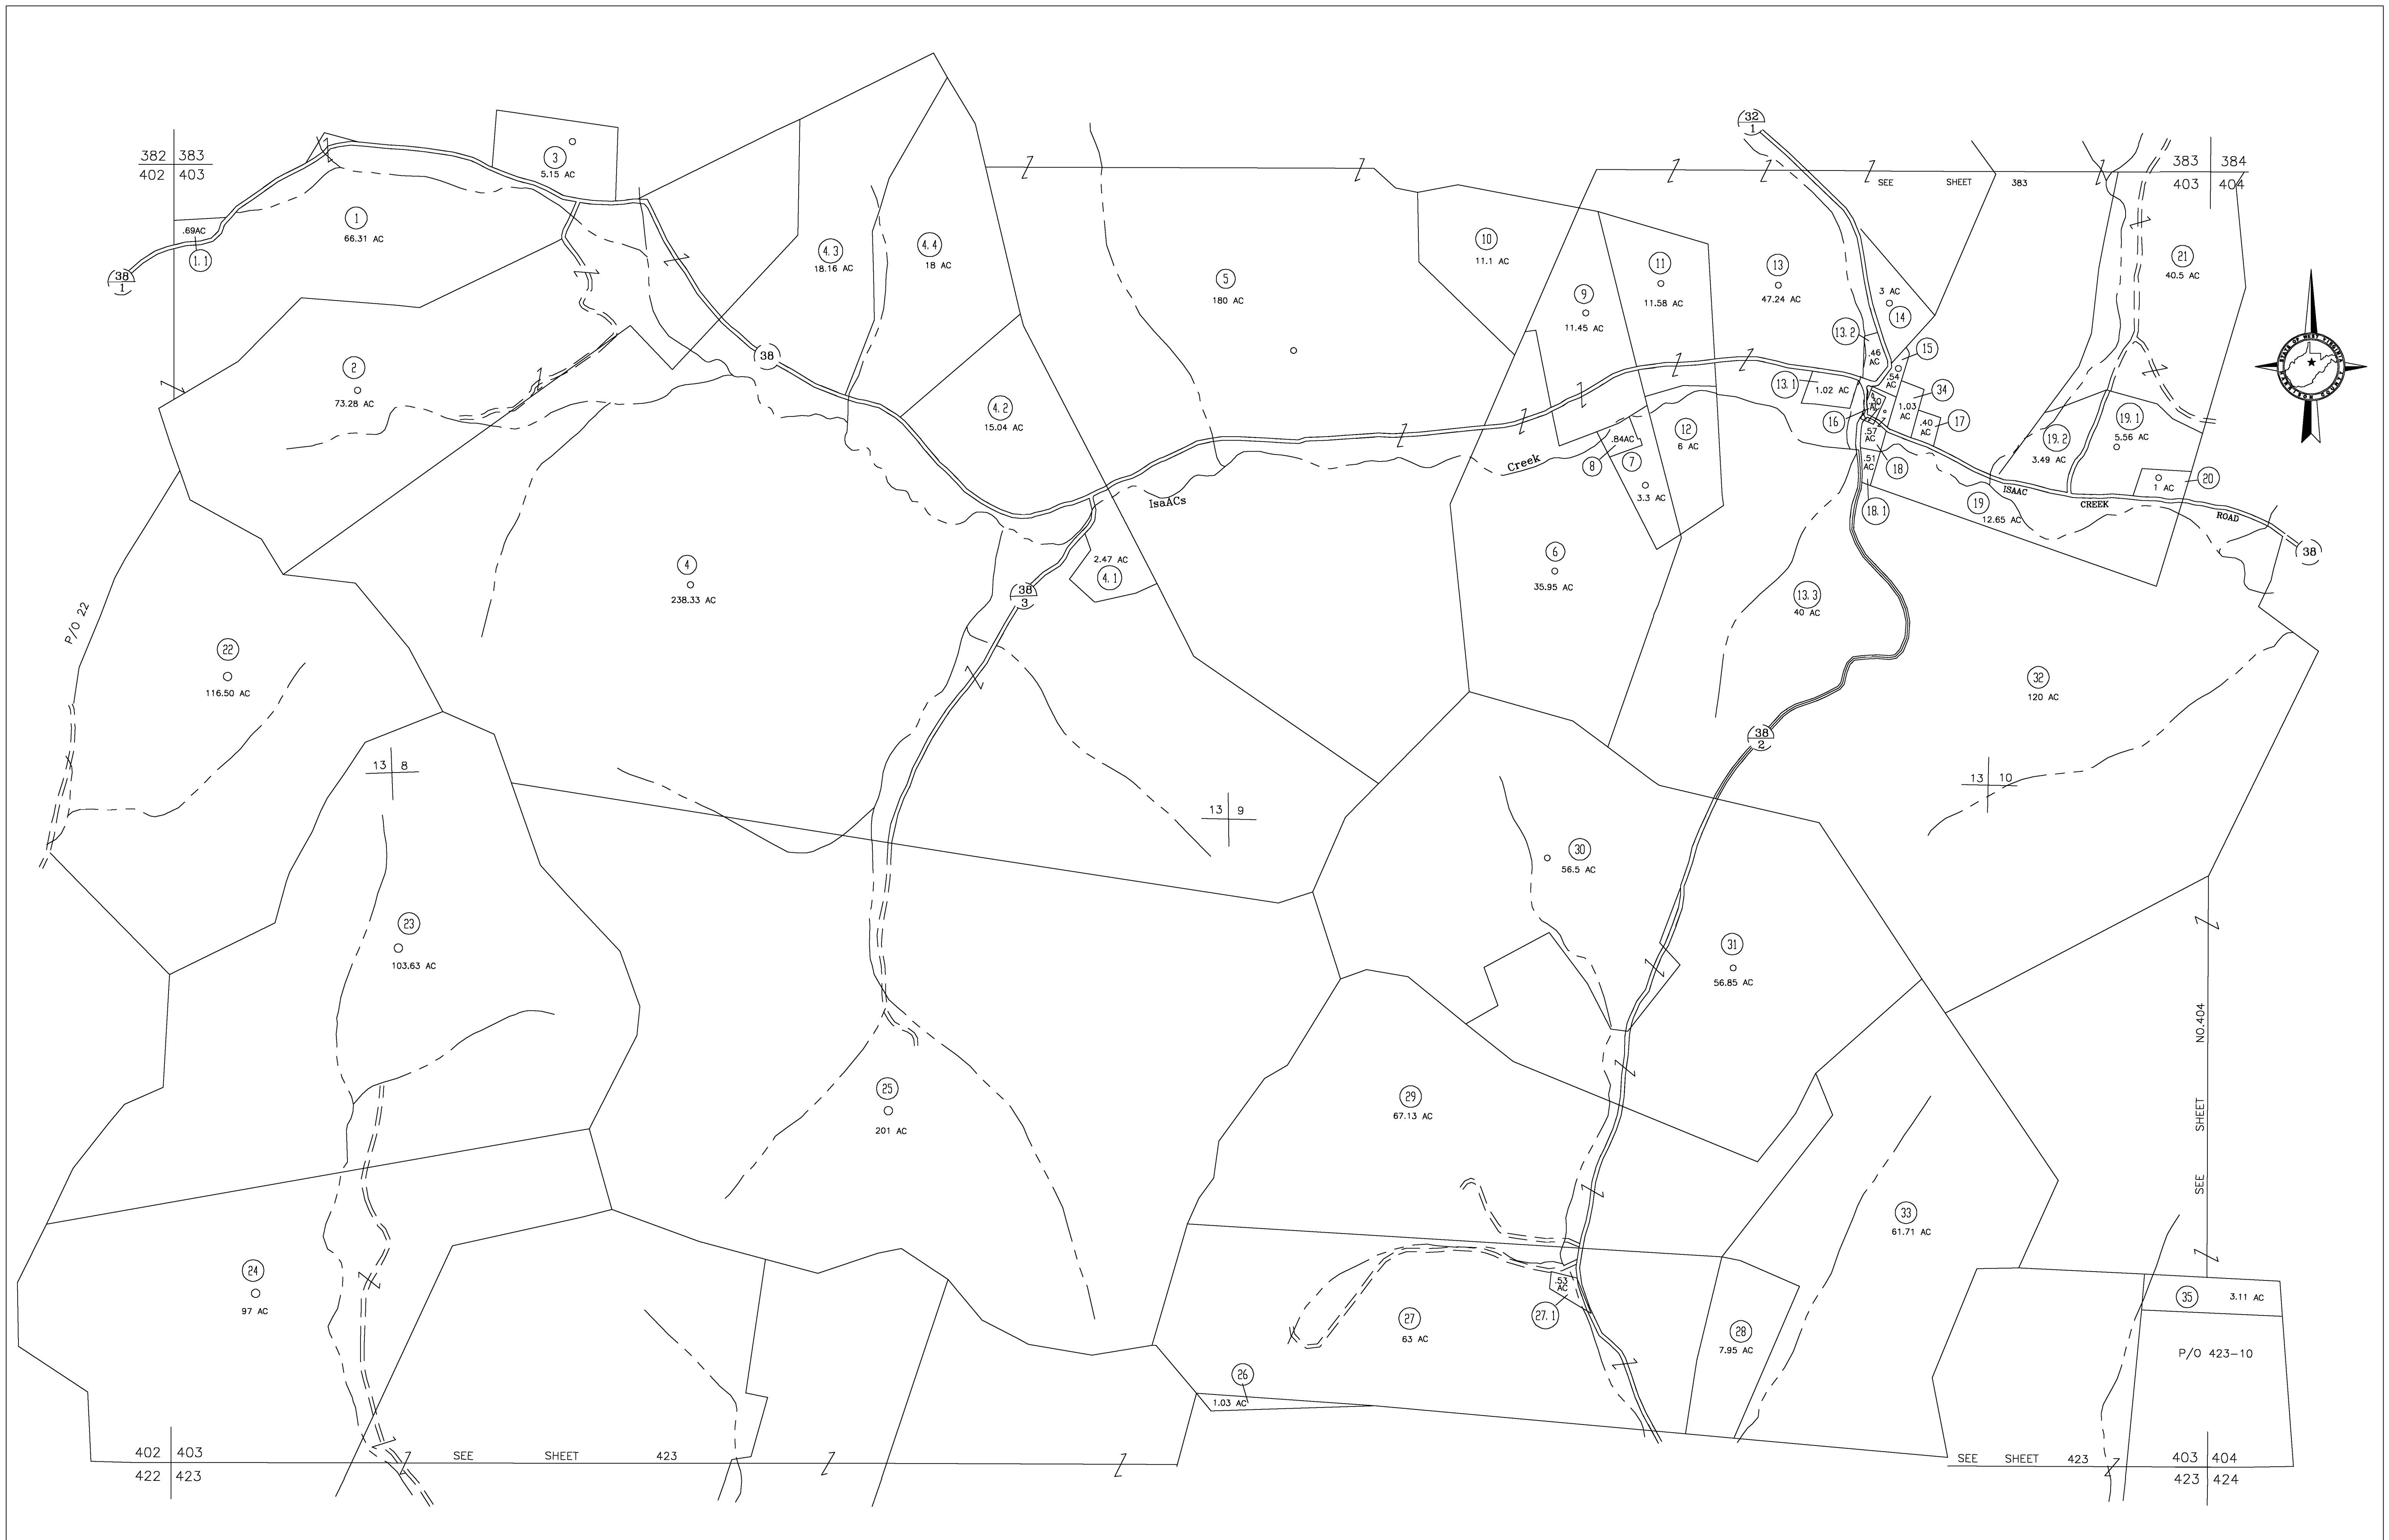 382 383
402 403
3
5.15 AC
1
66.31 AC
.69AC
1.1
38
1
2
73.28 AC
4.3
18.16 AC
4.4
18 AC
38
4.2
15.04 AC
5
180 AC
10
11.1 AC
9
11.45 AC
11
11.58 AC
32
1
SEE SHEET 383
383 384
403 404
13
47.24 AC
3 AC
14
13.2
.46
AC
15
.54
AC
13.1
1.02 AC
34
1.03
AC
16
17
.40
AC
.57
AC
18
.51
AC
18.1
21
40.5 AC
19.2
3.49 AC
19.1
5.56 AC
20
1 AC
19
12.65 AC
ISAAC
CREEK
ROAD
38
STATE OF WEST VIRGINIA
HARRISON COUNTY
12
6 AC
.84AC
8
7
3.3 AC
Creek
IsaACs
4
238.33 AC
2.47 AC
4.1
38
3
6
35.95 AC
13.3
40 AC
P/O 22
22
116.50 AC
32
120 AC
38
2
13 8
13 9
13 10
30
56.5 AC
23
103.63 AC
31
56.85 AC
SEE SHEET NO.404
25
201 AC
29
67.13 AC
33
61.71 AC
24
97 AC
.53
AC
27.1
27
63 AC
28
7.95 AC
35
3.11 AC
P/O 423-10
26
1.03 AC
402 403
422 423
SEE SHEET 423
SEE SHEET 423
403 404
423 424